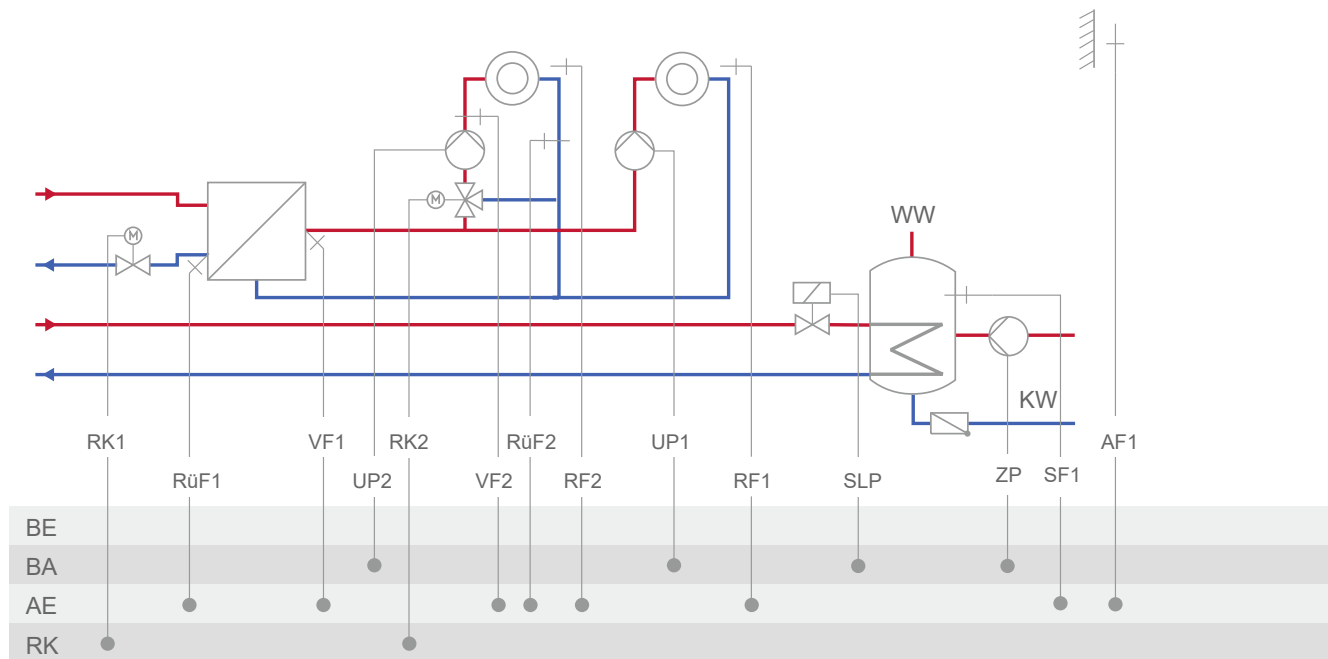 M
M
WW
KW
RK1 VF1 RK2 RüF2 UP1 AF1
RüF1 UP2 VF2 RF2 RF1 SLP ZP SF1
BE
BA
AE
RK